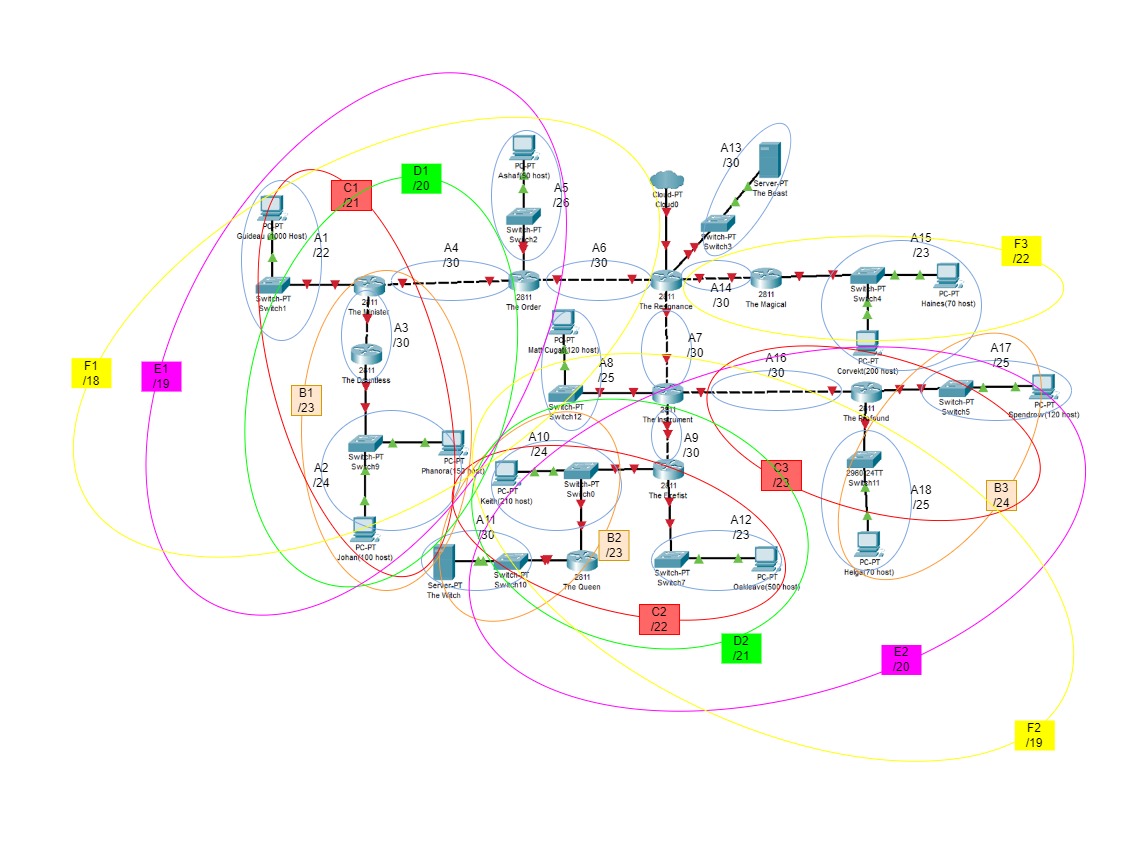 PC-PT
Ashaf(50 host)
A5
/26
Switch-PT
Switch2
D1
/20
C1
/21
PC-PT
Guideau (1000 Host)
A1
/22
Switch-PT
Switch1
A4
/30
2811
The Minister
2811
The Order
A6
/30
Cloud-PT
Cloud0
A13
/30
Server-PT
The Beast
Switch-PT
Switch3
2811
The Resonance
A14
/30
2811
The Magical
A15
/23
Switch-PT
Switch4
PC-PT
Haines(70 host)
F3
/22
PC-PT
Corvekt(200 host)
A3
/30
2811
The Dauntless
PC-PT
Matt Cugat(120 host)
A8
/25
Switch-PT
Switch12
A7
/30
2811
The Instrument
A16
/30
2811
The Profound
A17
/25
Switch-PT
Switch5
PC-PT
Spendrow(120 host)
F1
/18
E1
/19
B1
/23
Switch-PT
Switch9
PC-PT
Phanora(150 host)
A2
/24
PC-PT
Johan(100 host)
A10
/24
PC-PT
Keith(210 host)
Switch-PT
Switch0
A9
/30
2811
The Firefist
C3
/23
2960-24TT
Switch11
A18
/25
B3
/24
PC-PT
Helga(70 host)
A11
/30
Server-PT
The Witch
Switch-PT
Switch10
2811
The Queen
B2
/23
A12
/23
Switch-PT
Switch7
PC-PT
Oakleave(500 host)
C2
/22
D2
/21
E2
/20
F2
/19